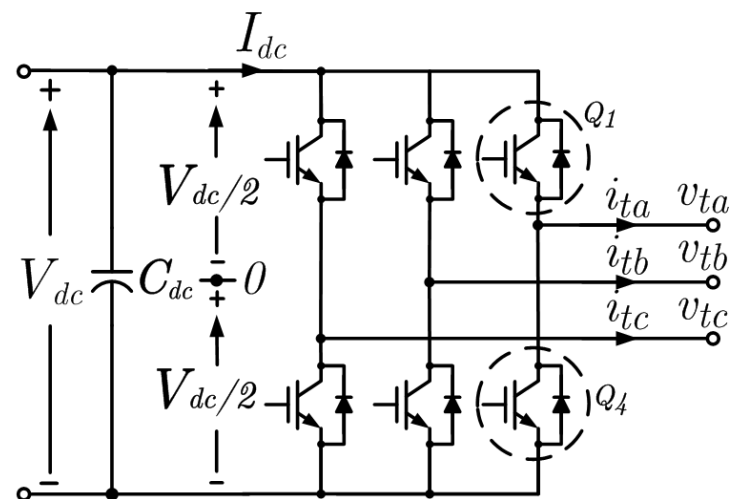 I_dc
+ +
Q1
V_dc/2
i_ta v_ta
− i_tb v_tb
V_dc C_dc 0
+ i_tc v_tc
V_dc/2
Q4
− −